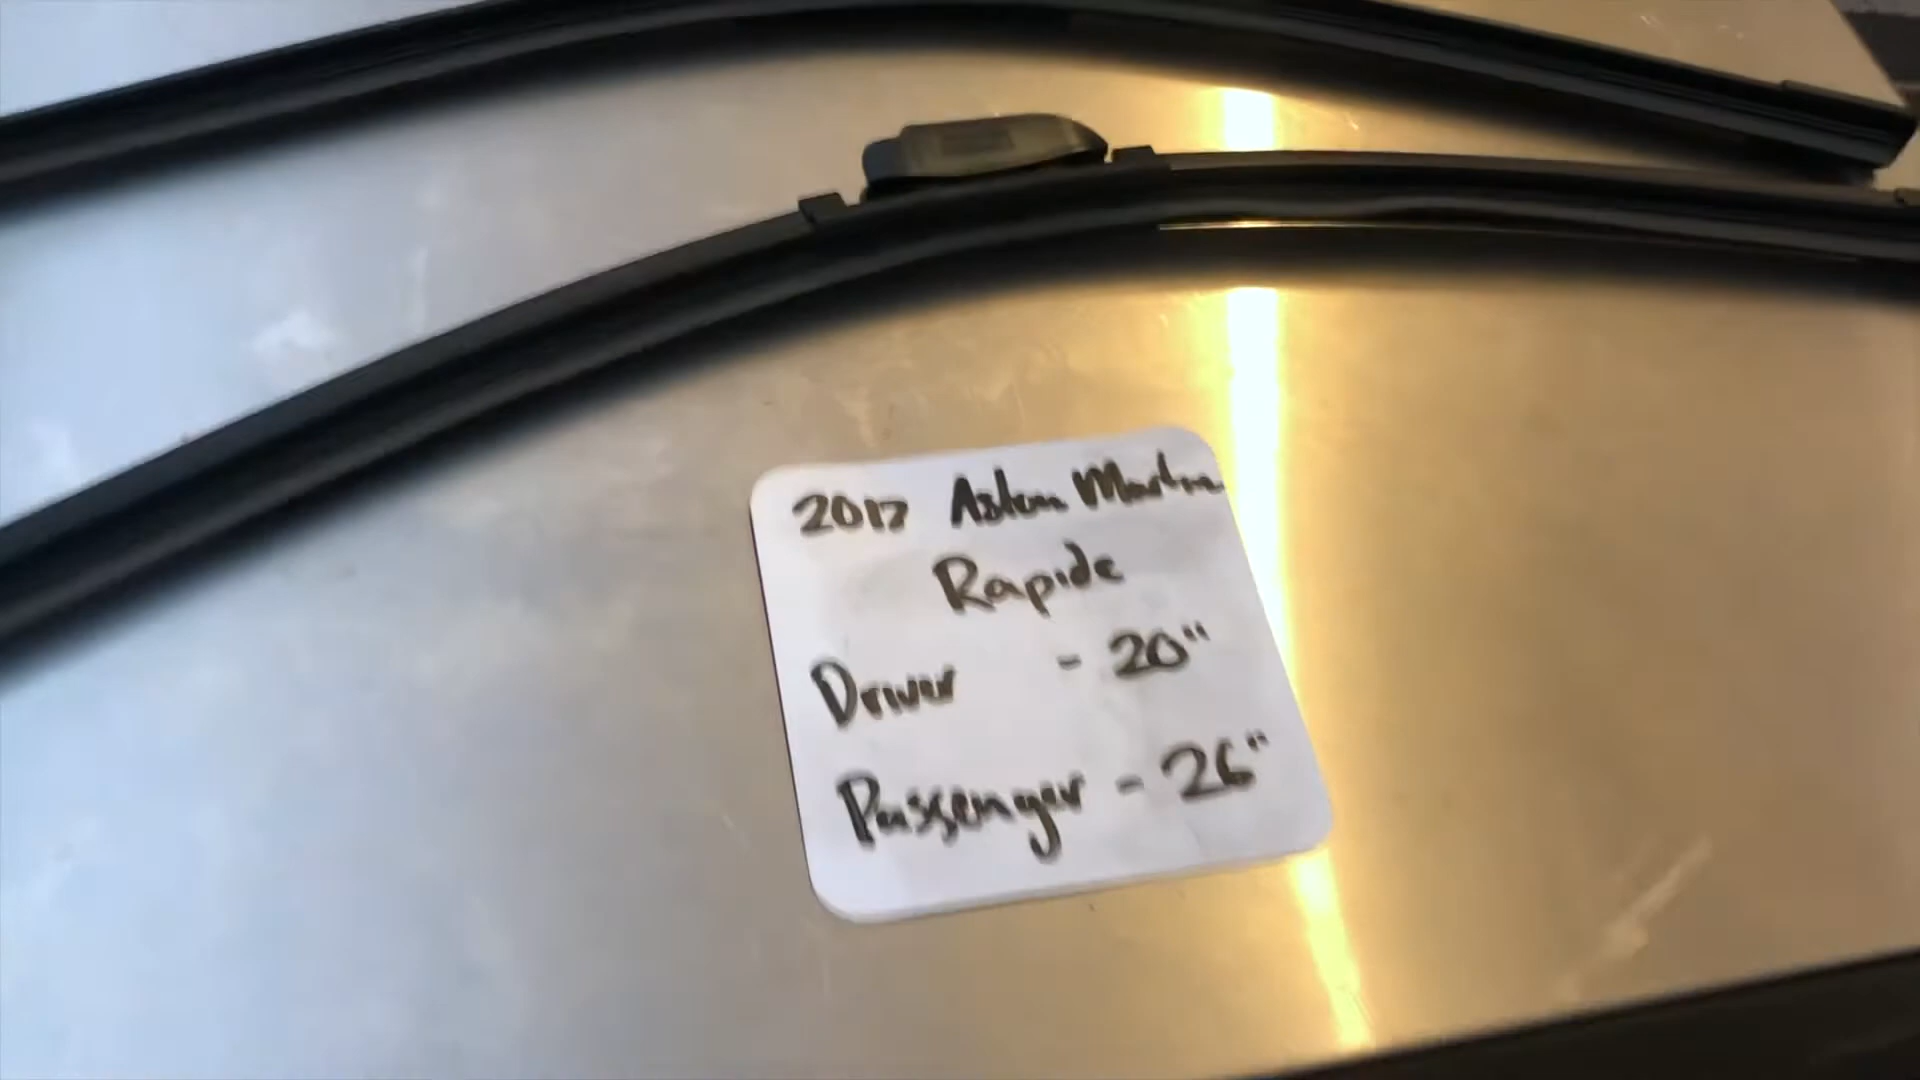 2017 Aston Martin
Rapide
Driver - 20"
Passenger - 26"